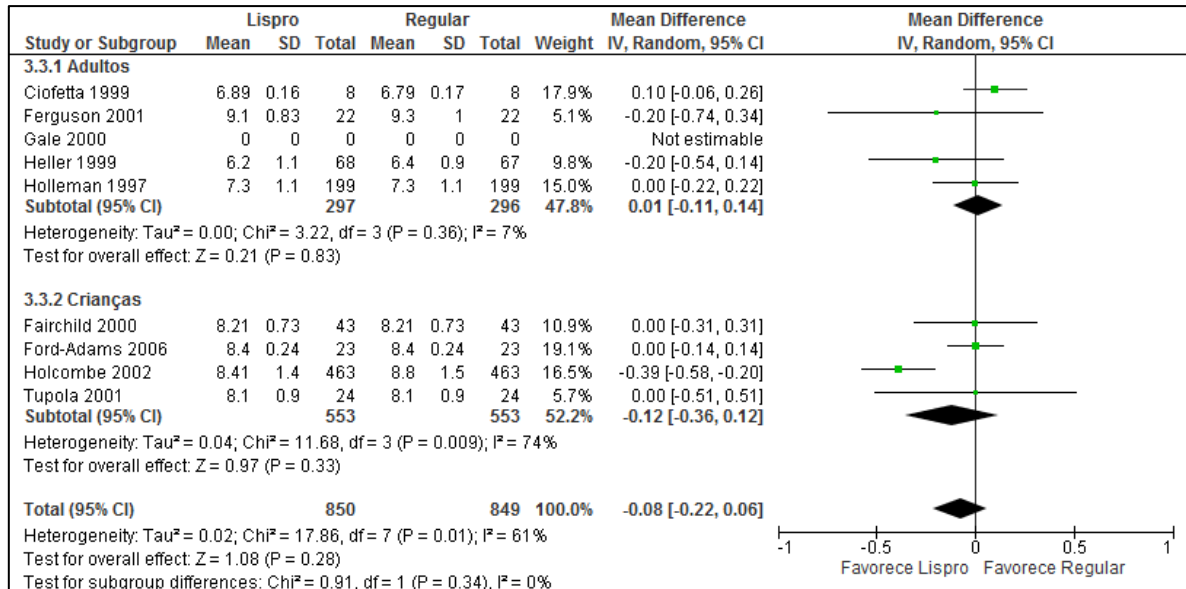 Lispro Regular Mean Difference Mean Difference
Study or Subgroup Mean SD Total Mean SD Total Weight IV, Random, 95% CI IV, Random, 95% CI
3.3.1 Adultos
Ciofetta 1999 6.89 0.16 8 6.79 0.17 8 17.9% 0.10 [-0.06, 0.26]
Ferguson 2001 9.1 0.83 22 9.3 1 22 5.1% -0.20 [-0.74, 0.34]
Gale 2000 0 0 0 0 0 0 Not estimable
Heller 1999 6.2 1.1 68 6.4 0.9 67 9.8% -0.20 [-0.54, 0.14]
Holleman 1997 7.3 1.1 199 7.3 1.1 199 15.0% 0.00 [-0.22, 0.22]
Subtotal (95% CI) 297 296 47.8% 0.01 [-0.11, 0.14]
Heterogeneity: Tau² = 0.00; Chi² = 3.22, df = 3 (P = 0.36); I² = 7%
Test for overall effect: Z = 0.21 (P = 0.83)
3.3.2 Crianças
Fairchild 2000 8.21 0.73 43 8.21 0.73 43 10.9% 0.00 [-0.31, 0.31]
Ford-Adams 2006 8.4 0.24 23 8.4 0.24 23 19.1% 0.00 [-0.14, 0.14]
Holcombe 2002 8.41 1.4 463 8.8 1.5 463 16.5% -0.39 [-0.58, -0.20]
Tupola 2001 8.1 0.9 24 8.1 0.9 24 5.7% 0.00 [-0.51, 0.51]
Subtotal (95% CI) 553 553 52.2% -0.12 [-0.36, 0.12]
Heterogeneity: Tau² = 0.04; Chi² = 11.68, df = 3 (P = 0.009); I² = 74%
Test for overall effect: Z = 0.97 (P = 0.33)
Total (95% CI) 850 849 100.0% -0.08 [-0.22, 0.06]
Heterogeneity: Tau² = 0.02; Chi² = 17.86, df = 7 (P = 0.01); I² = 61%
Test for overall effect: Z = 1.08 (P = 0.28)
Test for subgroup differences: Chi² = 0.91, df = 1 (P = 0.34), I² = 0%
-1 -0.5 0 0.5 1
Favorece Lispro Favorece Regular